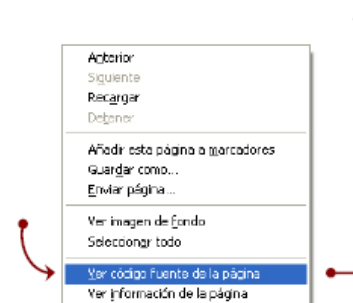 Anterior
Siguiente
Recargar
Detener
Añadir esta página a marcadores
Guardar como...
Enviar página...
Ver imagen de fondo
Seleccionar todo
Ver código fuente de la página
Ver información de la página